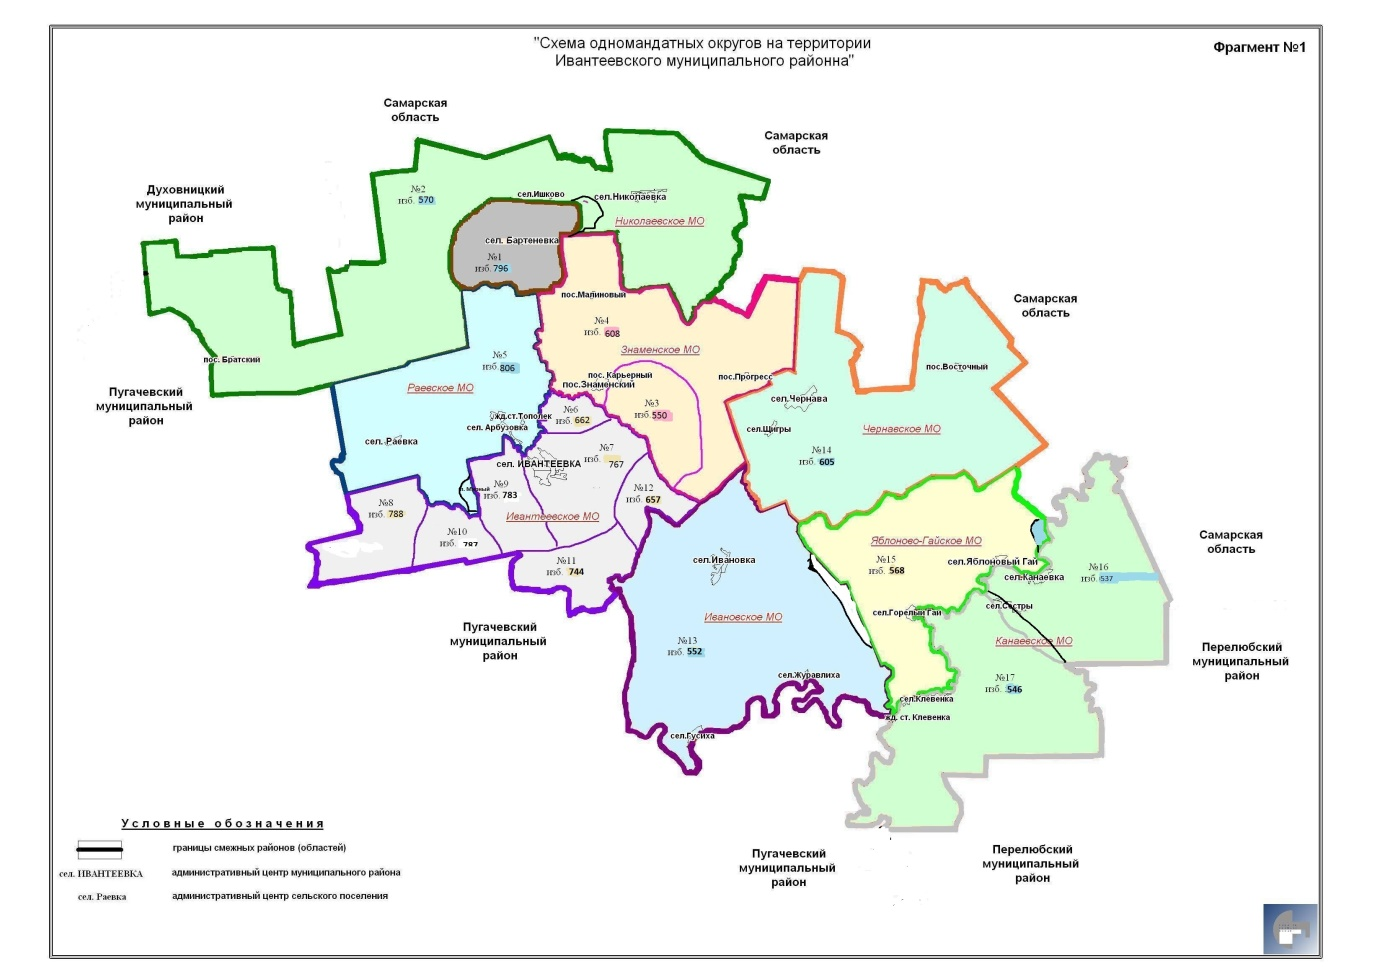 "Схема одномандатных округов на территории
Ивантеевского муниципального районна"
Фрагмент №1
Самарская
область
Самарская
область
Духовницкий
муниципальный
район
№2
изб. 570
сел.Ишково
сел.Николаевка
Николаевское МО
сел. Бартеневка
№1
изб. 796
пос. Братский
пос.Малиновый
№4
изб. 608
Знаменское МО
Самарская
область
№5
изб. 806
Раевское МО
пос. Карьерный
пос.Знаменский
пос.Прогресс
пос.Восточный
Пугачевский
муниципальный
район
№3
изб. 550
сел.Чернава
№6
изб. 662
жд.ст.Тополек
сел. Арбузовка
сел. Раевка
сел.Щигры
Чернавское МО
№14
изб. 605
№7
изб. 767
сел. ИВАНТЕЕВКА
№9
изб. 783
п. Мирный
№12
изб. 657
№8
изб. 788
Ивантеевское МО
№10
изб. 787
№11
изб. 744
Яблоново-Гайское МО
№15
изб. 568
сел.Яблоновый Гай
сел.Канаевка
№16
изб. 537
Самарская
область
сел.Ивановка
сел.Горелый Гай
сел.Сестры
Ивановское МО
Канаевское МО
Пугачевский
муниципальный
район
№13
изб. 552
Перелюбский
муниципальный
район
сел.Журавлиха
№17
изб. 546
сел.Клевенка
жд. ст. Клевенка
сел.Гусиха
Условные обозначения
границы смежных районов (областей)
сел. ИВАНТЕЕВКА
административный центр муниципального района
сел. Раевка
административный центр сельского поселения
Пугачевский
муниципальный
район
Перелюбский
муниципальный
район